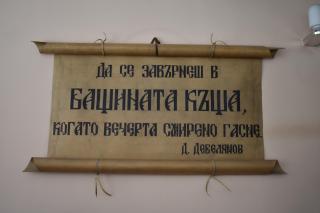 ДА СЕ ЗАВЪРНЕШ В
БАЩИНАТА КЪЩА,
КОГАТО ВЕЧЕРТА СМИРЕНО ГАСНЕ.
Д. ДЕБЕЛЯНОВ